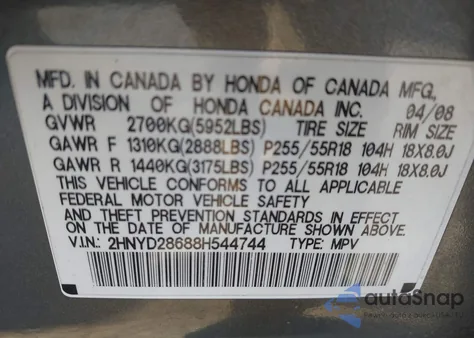 MFD. IN CANADA BY HONDA OF CANADA MFG.,
A DIVISION OF HONDA CANADA INC. 04/08
GVWR 2700KG(5952LBS) TIRE SIZE RIM SIZE
GAWR F 1310KG(2888LBS) P255/55R18 104H 18X8.0J
GAWR R 1440KG(3175LBS) P255/55R18 104H 18X8.0J
THIS VEHICLE CONFORMS TO ALL APPLICABLE
FEDERAL MOTOR VEHICLE SAFETY
AND THEFT PREVENTION STANDARDS IN EFFECT
ON THE DATE OF MANUFACTURE SHOWN ABOVE.
V.I.N.: 2HNYD28688H544744 TYPE: MPV
autoSnap